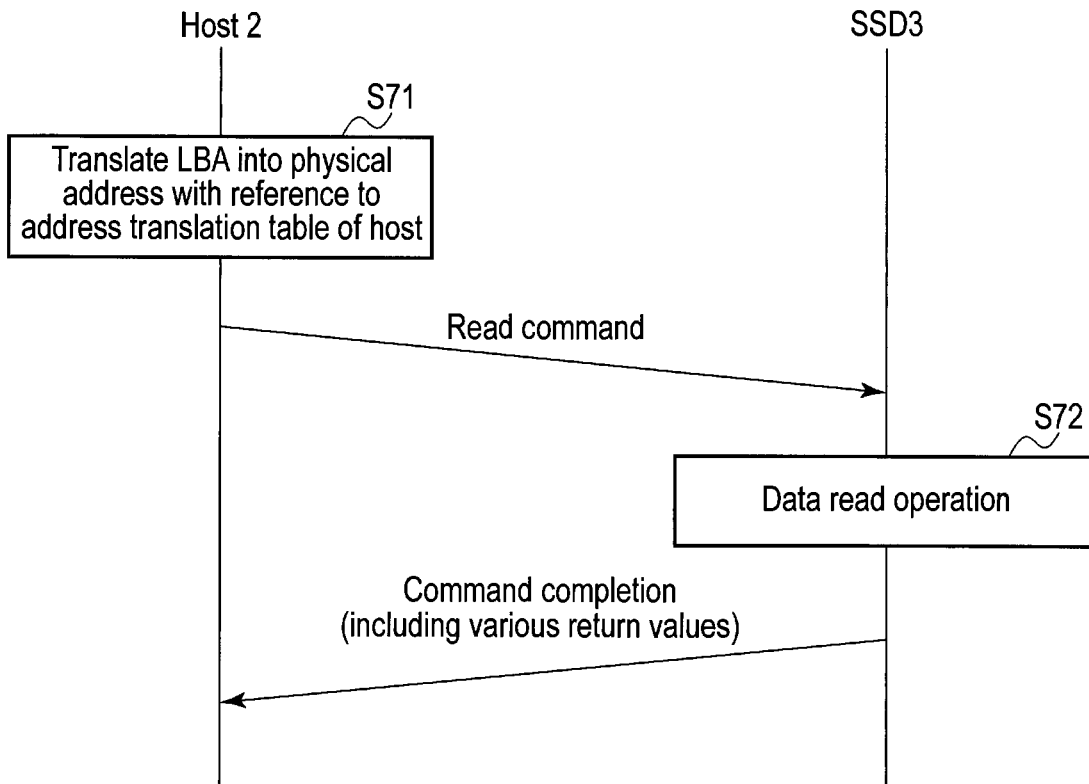 Host 2
SSD3
S71
Translate LBA into physical
address with reference to
address translation table of host
Read command
S72
Data read operation
Command completion
(including various return values)